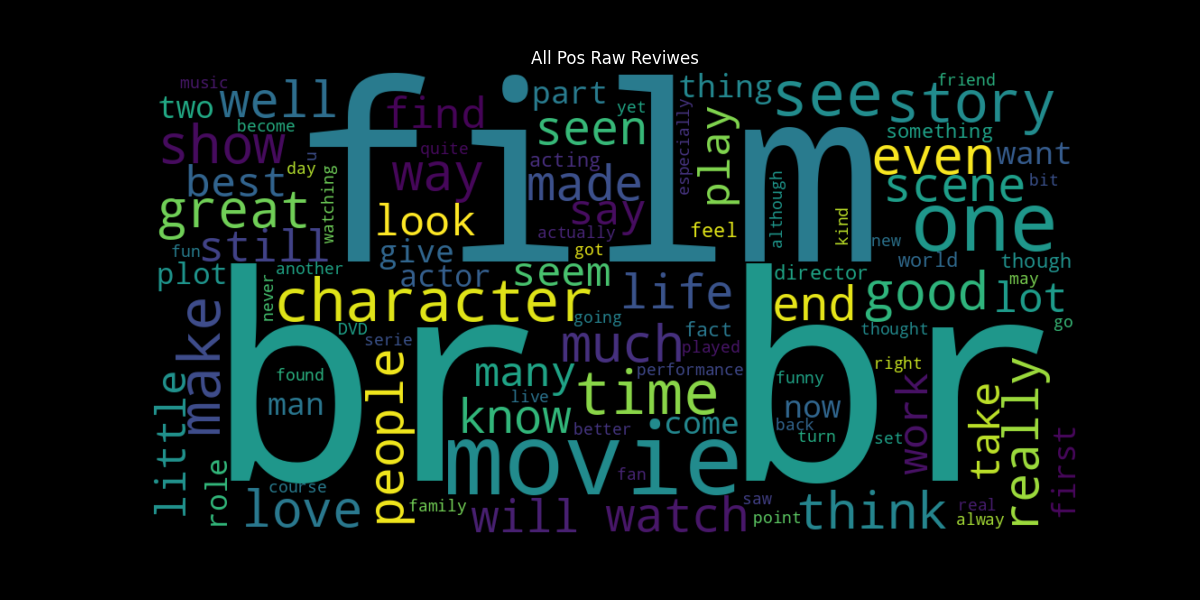 All Pos Raw Reviwes
music
friend
film
well
two
find
part
thing
see
story
yet
become
seen
especially
play
something
show
u
quite
acting
even
want
day
way
best
watching
made
although
scene
bit
great
look
say
kind
one
still
actually
feel
new
fun
give
got
world
though
plot
another
actor
seem
director
never
character
life
end
good
lot
may
br br
make
going
DVD
serie
much
fact
thought
go
played
people
found
many
performance
funny
right
little
man
live
time
now
work
take
really
know
better
come
back
turn
set
movie
first
role
fan
course
love
family
will
watch
saw
point
think
real
alway